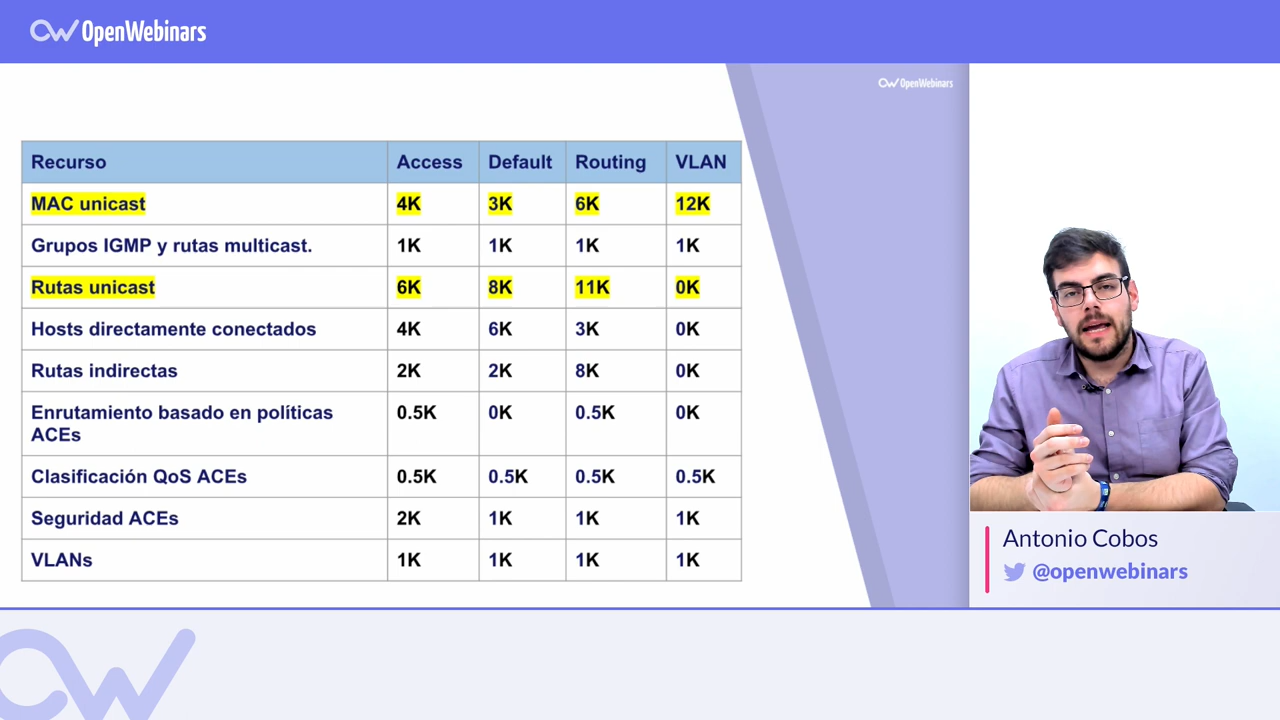 OpenWebinars
OpenWebinars
Recurso Access Default Routing VLAN
MAC unicast 4K 3K 6K 12K
Grupos IGMP y rutas multicast. 1K 1K 1K 1K
Rutas unicast 6K 8K 11K 0K
Hosts directamente conectados 4K 6K 3K 0K
Rutas indirectas 2K 2K 8K 0K
Enrutamiento basado en políticas 0.5K 0K 0.5K 0K
ACEs
Clasificación QoS ACEs 0.5K 0.5K 0.5K 0.5K
Seguridad ACEs 2K 1K 1K 1K
VLANs 1K 1K 1K 1K
Antonio Cobos
@openwebinars